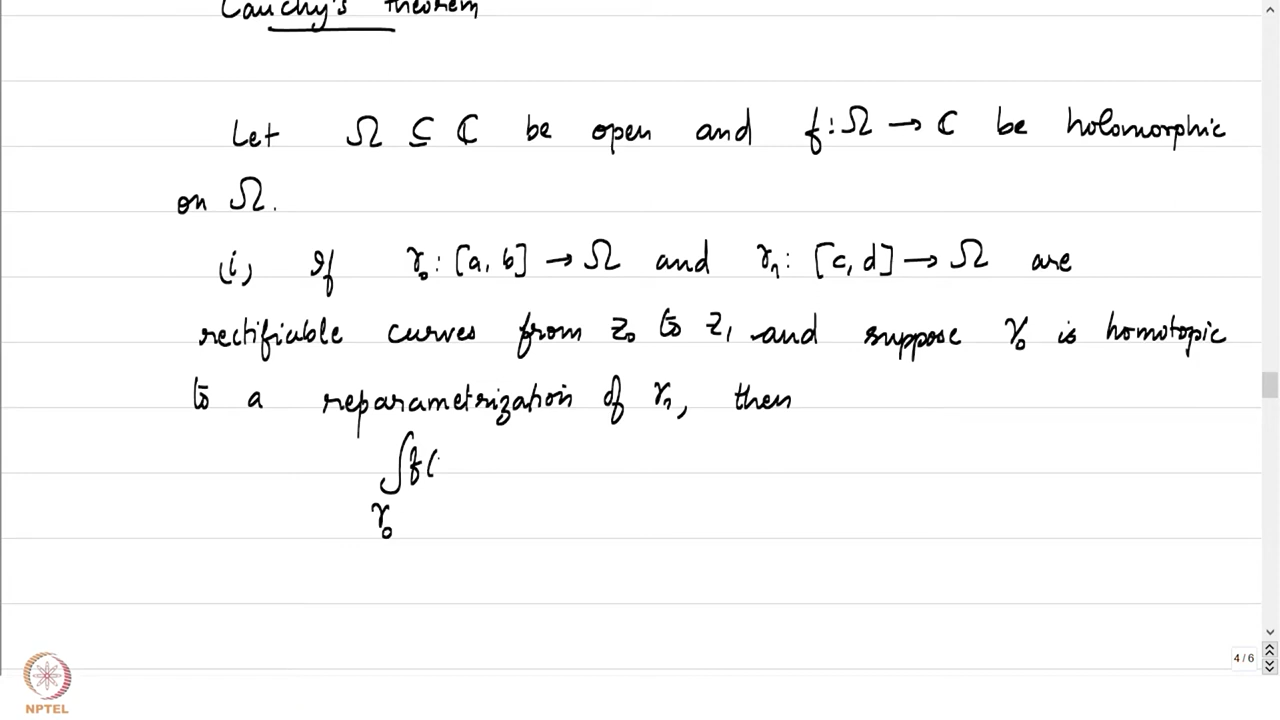 Cauchy's Theorem
Let Ω ⊆ ℂ be open and f : Ω → ℂ be holomorphic
on Ω.
(i) If γ₀ : [a, b] → Ω and γ₁ : [c, d] → Ω are
rectifiable curves from z₀ to z₁ and suppose γ₀ is homotopic
to a reparametrization of γ₁, then
∫f(
γ₀
4 / 6
NPTEL